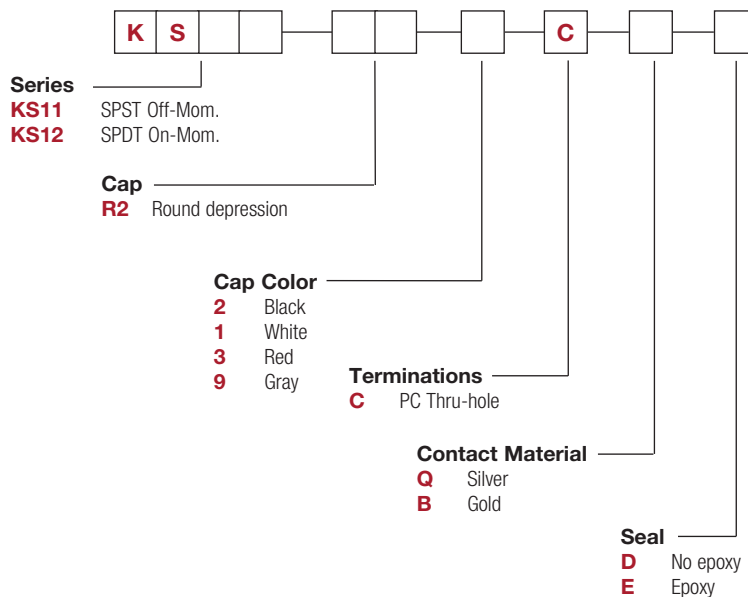 K S C
Series
KS11 SPST Off-Mom.
KS12 SPDT On-Mom.
Cap
R2 Round depression
Cap Color
2 Black
1 White
3 Red
9 Gray
Terminations
C PC Thru-hole
Contact Material
Q Silver
B Gold
Seal
D No epoxy
E Epoxy